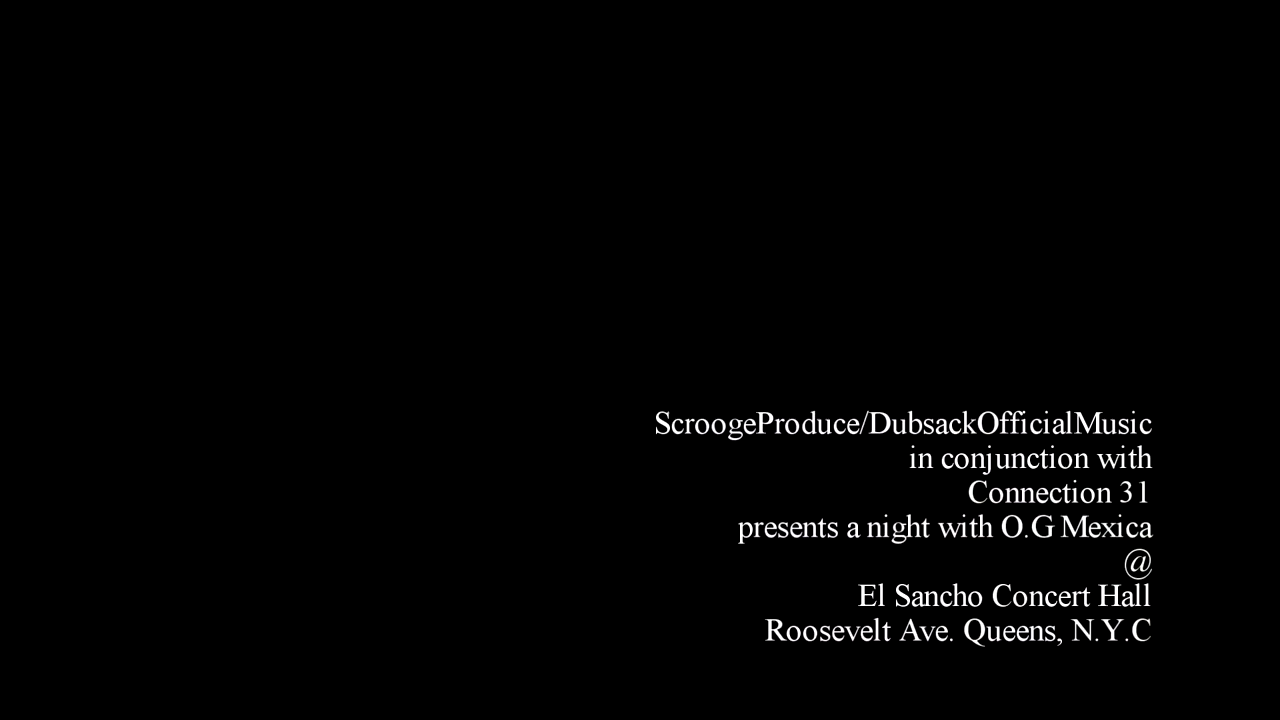 ScroogeProduce/DubsackOfficialMusic
in conjunction with
Connection 31
presents a night with O.G Mexica
@
El Sancho Concert Hall
Roosevelt Ave. Queens, N.Y.C